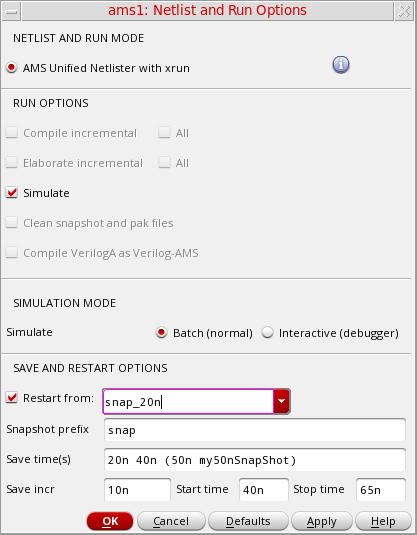 ams1: Netlist and Run Options
NETLIST AND RUN MODE
AMS Unified Netlister with xrun
RUN OPTIONS
Compile incremental All
Elaborate incremental All
Simulate
Clean snapshot and pak files
Compile VerilogA as Verilog-AMS
SIMULATION MODE
Simulate Batch (normal) Interactive (debugger)
SAVE AND RESTART OPTIONS
Restart from: snap_20n
Snapshot prefix snap
Save time(s) 20n 40n (50n my50nSnapShot)
Save incr 10n Start time 40n Stop time 65n
OK Cancel Defaults Apply Help